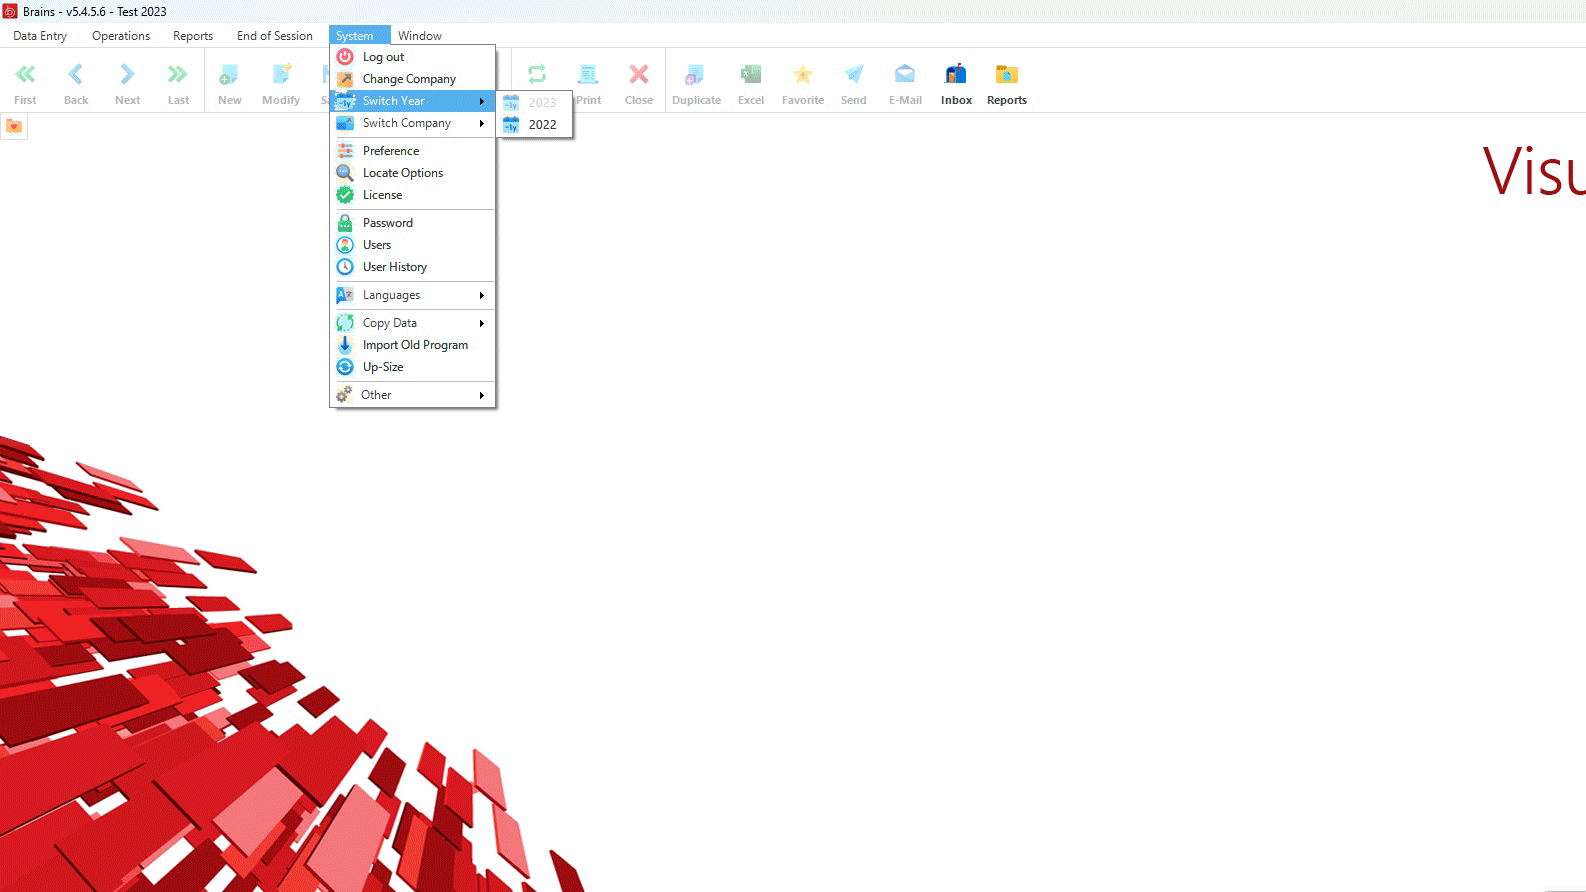 Brains - v5.4.5.6 - Test 2023
Data Entry Operations Reports End of Session System Window
First Back Next Last New Modify Print Close Duplicate Excel Favorite Send E-Mail Inbox Reports
Log out
Change Company
Switch Year
2023
2022
Switch Company
Preference
Locate Options
License
Password
Users
User History
Languages
Copy Data
Import Old Program
Up-Size
Other
Visu